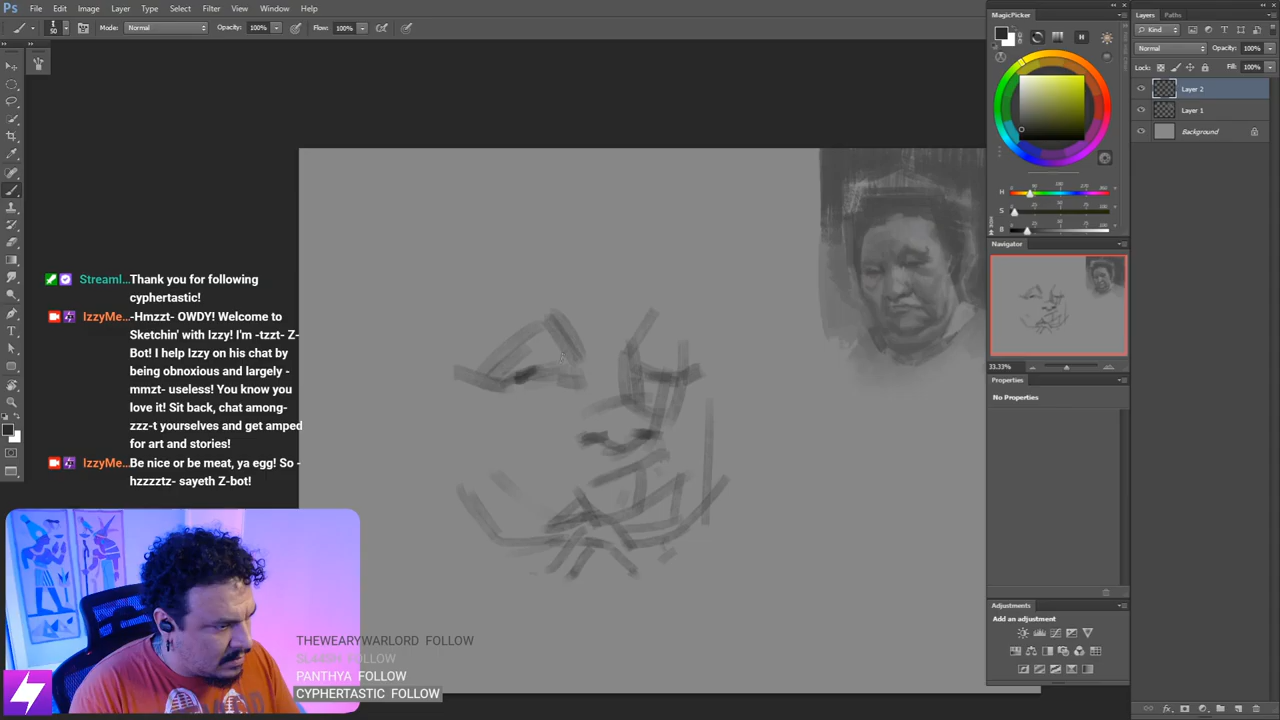 Ps File Edit Image Layer Type Select Filter View Window Help
50 Mode: Normal Opacity: 100% Flow: 100%
MagicPicker
H
H
S
B
Navigator
33.33%
Properties
No Properties
Adjustments
Add an adjustment
Layers Paths
Kind
Normal Opacity: 100%
Lock: Fill: 100%
Layer 2
Layer 1
Background
Streaml... Thank you for following
cyphertastic!
IzzyMe... -Hmzzt- OWDY! Welcome to
Sketchin' with Izzy! I'm -tzzt- Z-
Bot! I help Izzy on his chat by
being obnoxious and largely -
mmzt- useless! You know you
love it! Sit back, chat among-
zzz-t yourselves and get amped
for art and stories!
IzzyMe... Be nice or be meat, ya egg! So -
hzzzztz- sayeth Z-bot!
THEWEARYWARLORD FOLLOW
FOLLOW
PANTHYA FOLLOW
CYPHERTASTIC FOLLOW